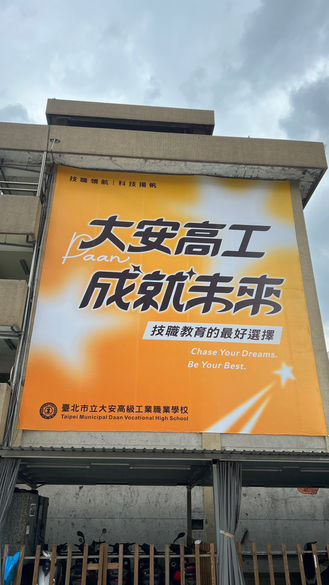 技職領航｜科技揚帆
大安高工
Daan
成就未來
技職教育的最好選擇
Chase Your Dreams.
Be Your Best.
臺北市立大安高級工業職業學校
Taipei Municipal Daan Vocational High School